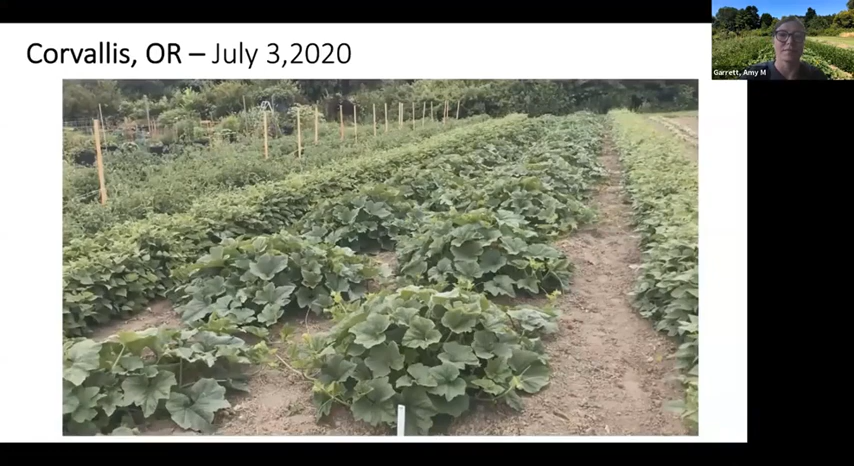 Corvallis, OR – July 3,2020
Garrett, Amy M